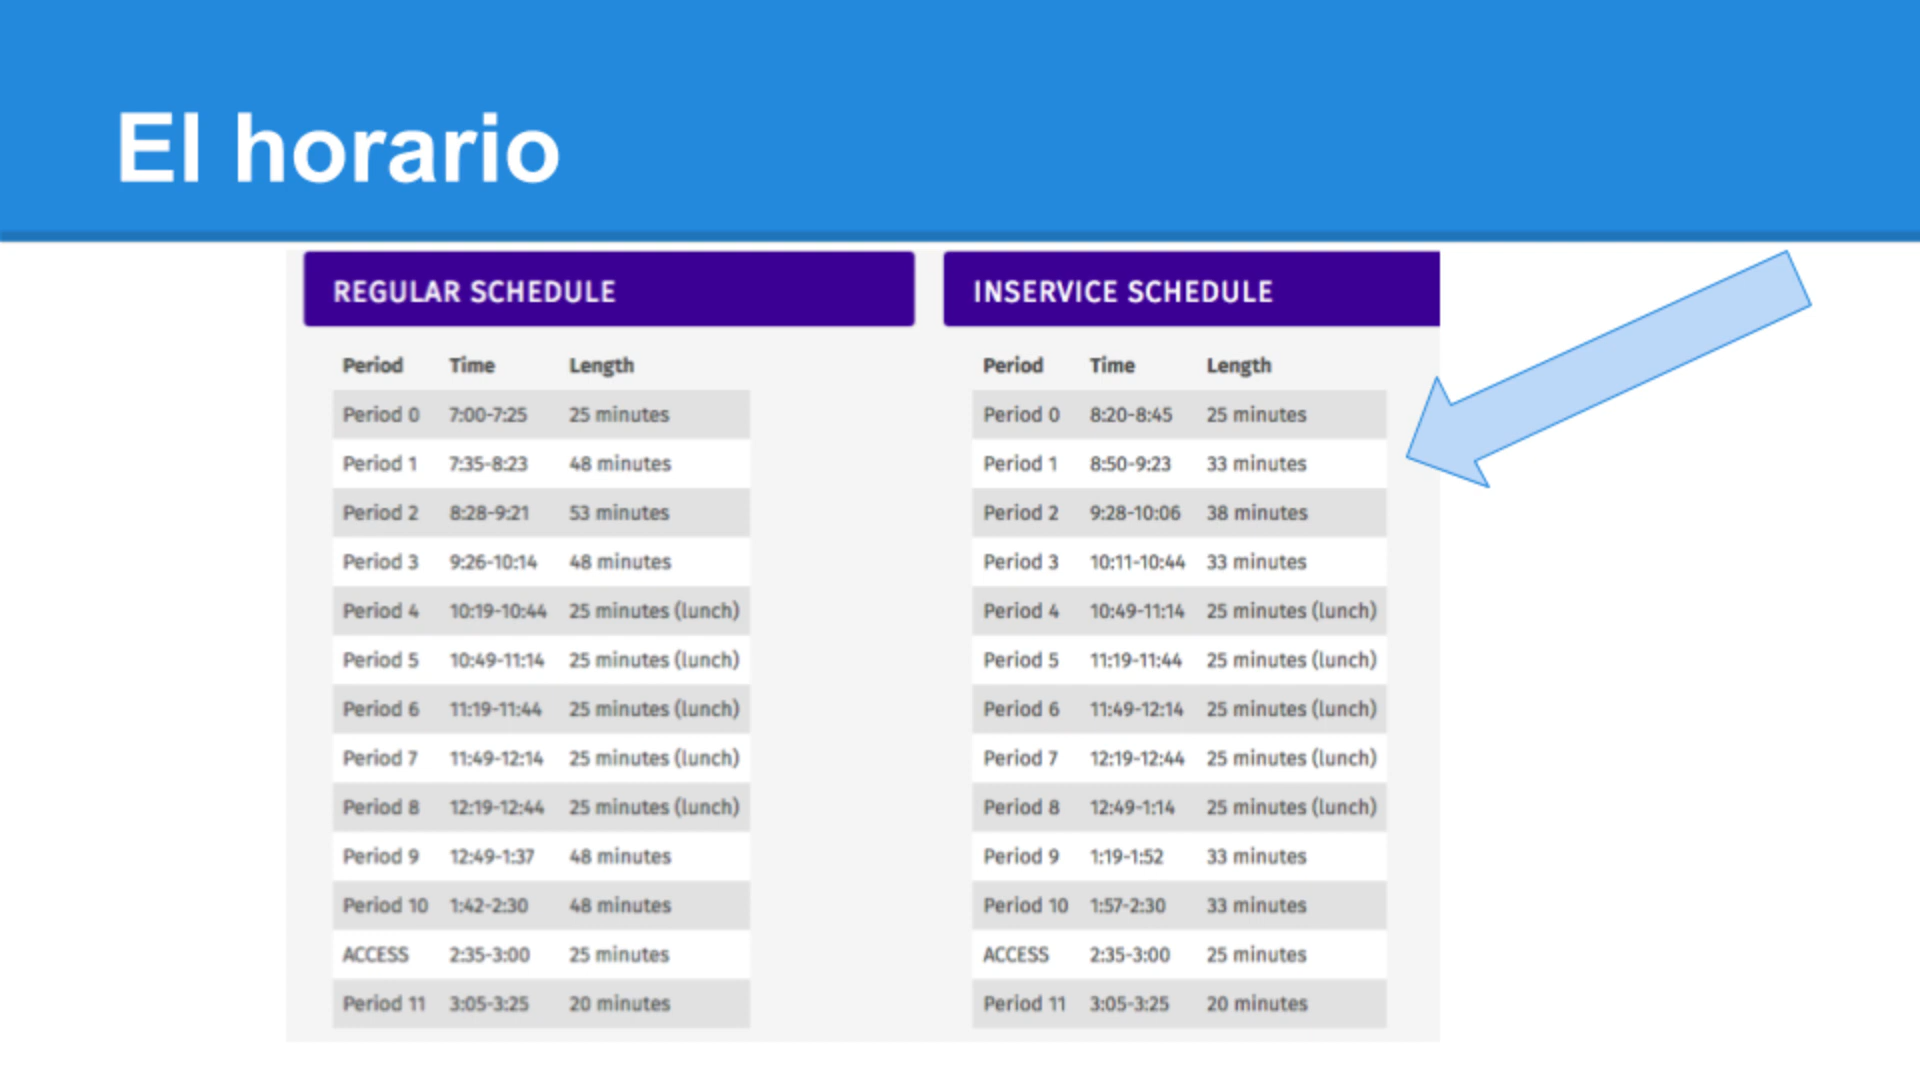 El horario
REGULAR SCHEDULE
Period Time Length
Period 0 7:00-7:25 25 minutes
Period 1 7:35-8:23 48 minutes
Period 2 8:28-9:21 53 minutes
Period 3 9:26-10:14 48 minutes
Period 4 10:19-10:44 25 minutes (lunch)
Period 5 10:49-11:14 25 minutes (lunch)
Period 6 11:19-11:44 25 minutes (lunch)
Period 7 11:49-12:14 25 minutes (lunch)
Period 8 12:19-12:44 25 minutes (lunch)
Period 9 12:49-1:37 48 minutes
Period 10 1:42-2:30 48 minutes
ACCESS 2:35-3:00 25 minutes
Period 11 3:05-3:25 20 minutes
INSERVICE SCHEDULE
Period Time Length
Period 0 8:20-8:45 25 minutes
Period 1 8:50-9:23 33 minutes
Period 2 9:28-10:06 38 minutes
Period 3 10:11-10:44 33 minutes
Period 4 10:49-11:14 25 minutes (lunch)
Period 5 11:19-11:44 25 minutes (lunch)
Period 6 11:49-12:14 25 minutes (lunch)
Period 7 12:19-12:44 25 minutes (lunch)
Period 8 12:49-1:14 25 minutes (lunch)
Period 9 1:19-1:52 33 minutes
Period 10 1:57-2:30 33 minutes
ACCESS 2:35-3:00 25 minutes
Period 11 3:05-3:25 20 minutes